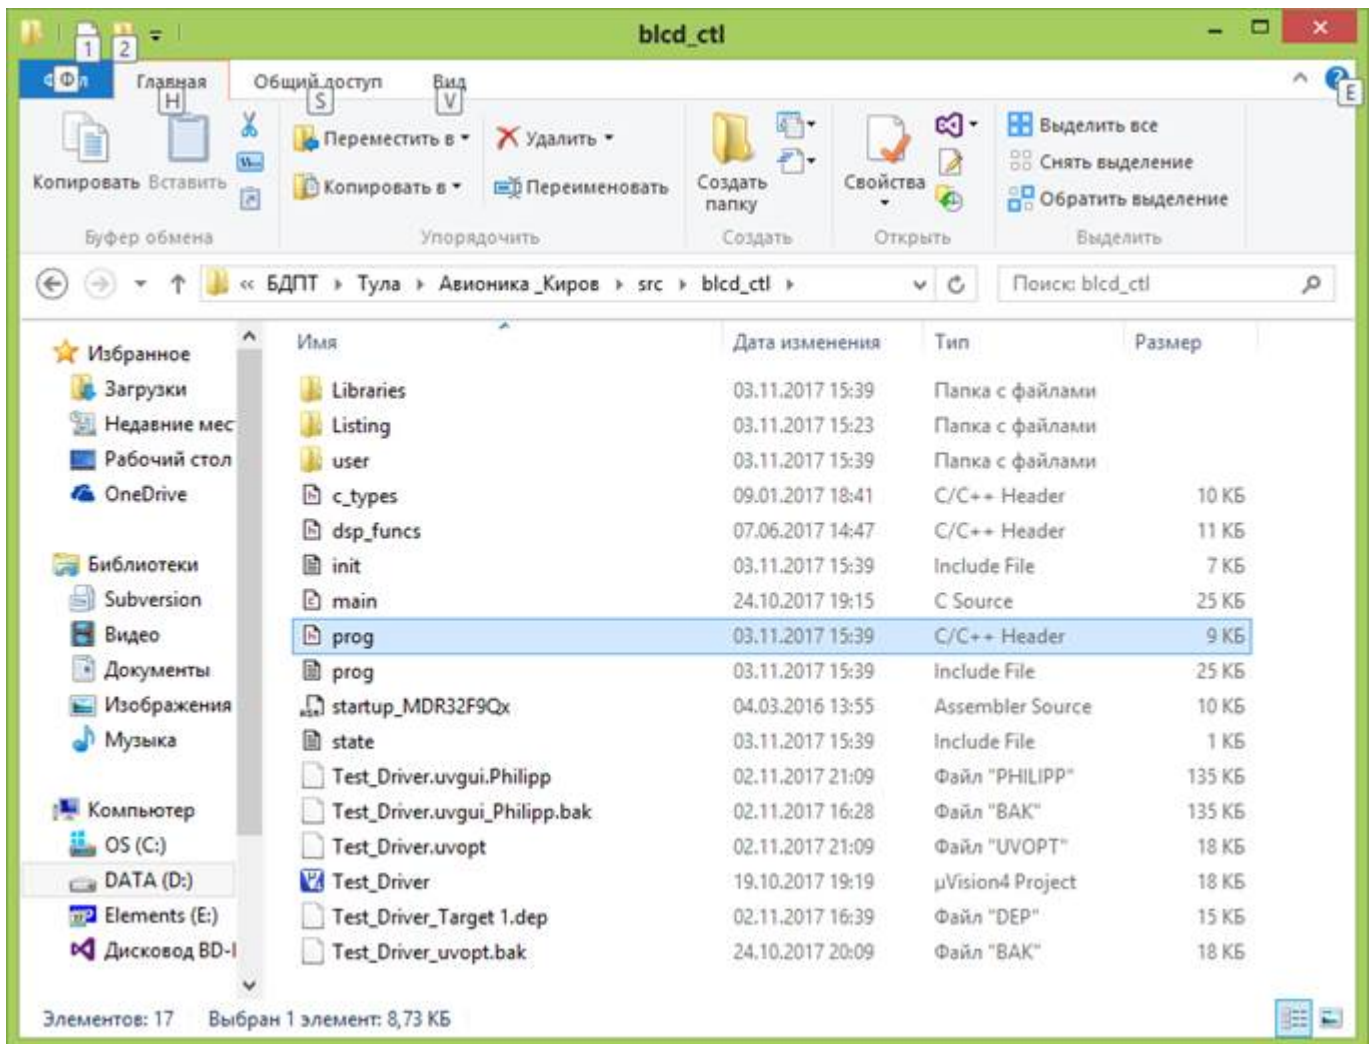 blcd_ctl
1 2
Ф Главная Общий доступ Вид
H S V E
Копировать Вставить
Переместить в
Копировать в
Удалить
Переименовать
Создать папку
Свойства
Выделить все
Снять выделение
Обратить выделение
Буфер обмена Упорядочить Создать Открыть Выделить
« БДПТ Тула Авионика _Киров src blcd_ctl Поиск: blcd_ctl
Имя Дата изменения Тип Размер
Избранное
Загрузки
Недавние мес
Рабочий стол
OneDrive
Библиотеки
Subversion
Видео
Документы
Изображения
Музыка
Компьютер
OS (C:)
DATA (D:)
Elements (E:)
Дисковод BD-
Libraries 03.11.2017 15:39 Папка с файлами
Listing 03.11.2017 15:23 Папка с файлами
user 03.11.2017 15:39 Папка с файлами
c_types 09.01.2017 18:41 C/C++ Header 10 КБ
dsp_funcs 07.06.2017 14:47 C/C++ Header 11 КБ
init 03.11.2017 15:39 Include File 7 КБ
main 24.10.2017 19:15 C Source 25 КБ
prog 03.11.2017 15:39 C/C++ Header 9 КБ
prog 03.11.2017 15:39 Include File 25 КБ
startup_MDR32F9Qx 04.03.2016 13:55 Assembler Source 10 КБ
state 03.11.2017 15:39 Include File 1 КБ
Test_Driver.uvgui.Philipp 02.11.2017 21:09 Файл "PHILIPP" 135 КБ
Test_Driver.uvgui_Philipp.bak 02.11.2017 16:28 Файл "BAK" 135 КБ
Test_Driver.uvopt 02.11.2017 21:09 Файл "UVOPT" 18 КБ
Test_Driver 19.10.2017 19:19 µVision4 Project 18 КБ
Test_Driver_Target 1.dep 02.11.2017 16:39 Файл "DEP" 15 КБ
Test_Driver_uvopt.bak 24.10.2017 20:09 Файл "BAK" 18 КБ
Элементов: 17 Выбран 1 элемент: 8,73 КБ